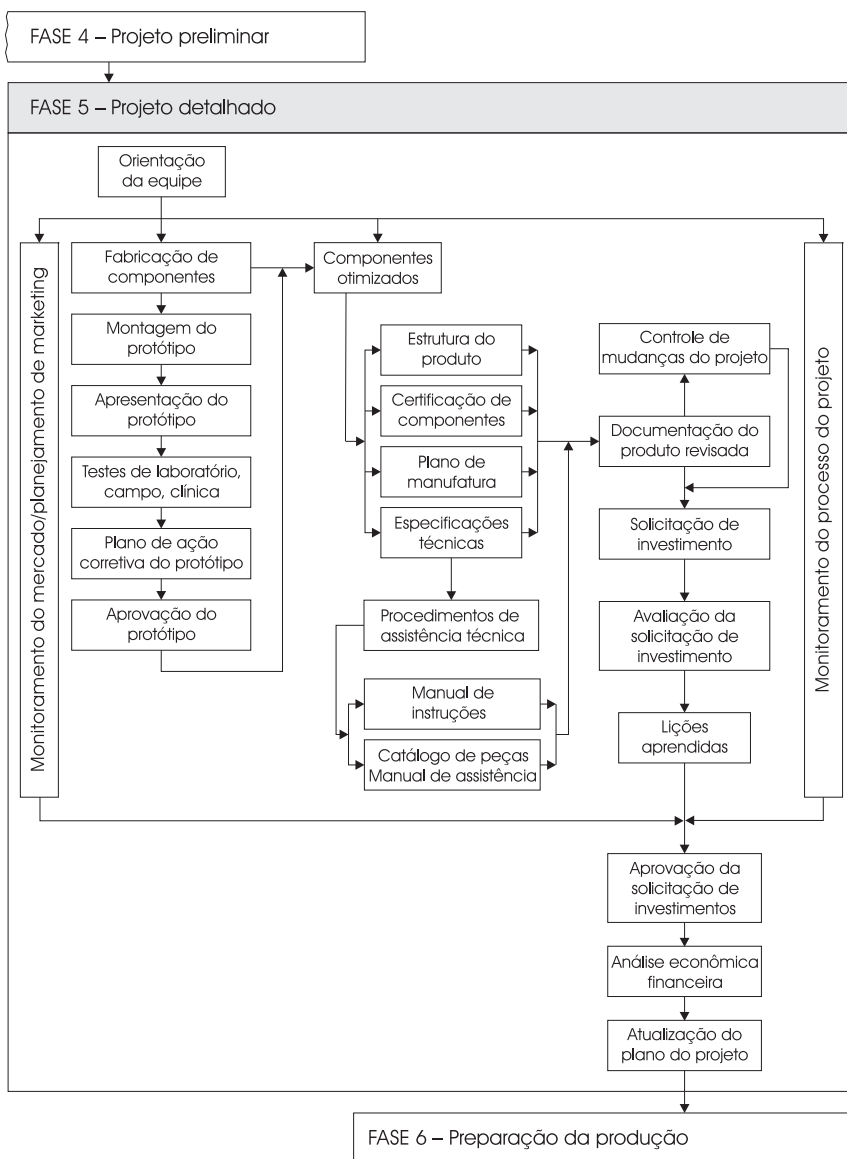 FASE 4 – Projeto preliminar
FASE 5 – Projeto detalhado
Orientação
da equipe
Monitoramento do mercado/planejamento de marketing
Fabricação de
componentes
Montagem do
protótipo
Apresentação do
protótipo
Testes de laboratório,
campo, clínica
Plano de ação
corretiva do protótipo
Aprovação do
protótipo
Componentes
otimizados
Estrutura do
produto
Certificação de
componentes
Plano de
manufatura
Especificações
técnicas
Procedimentos de
assistência técnica
Manual de
instruções
Catálogo de peças
Manual de assistência
Controle de
mudanças do projeto
Documentação do
produto revisada
Solicitação de
investimento
Avaliação da
solicitação de
investimento
Lições
aprendidas
Monitoramento do processo do projeto
Aprovação da
solicitação de
investimentos
Análise econômica
financeira
Atualização do
plano do projeto
FASE 6 – Preparação da produção